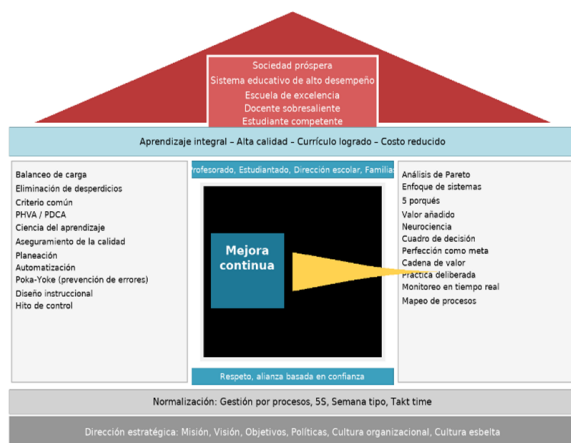 Sociedad próspera
Sistema educativo de alto desempeño
Escuela de excelencia
Docente sobresaliente
Estudiante competente
Aprendizaje integral – Alta calidad – Currículo logrado – Costo reducido
Balanceo de carga
Eliminación de desperdicios
Criterio común
PHVA / PDCA
Ciencia del aprendizaje
Aseguramiento de la calidad
Planeación
Automatización
Poka-Yoke (prevención de errores)
Diseño instruccional
Hito de control
Profesorado, Estudiantado, Dirección escolar, Familias
Mejora
continua
Respeto, alianza basada en confianza
Análisis de Pareto
Enfoque de sistemas
5 porqués
Valor añadido
Neurociencia
Cuadro de decisión
Perfección como meta
Cadena de valor
Práctica deliberada
Monitoreo en tiempo real
Mapeo de procesos
Normalización: Gestión por procesos, 5S, Semana tipo, Takt time
Dirección estratégica: Misión, Visión, Objetivos, Políticas, Cultura organizacional, Cultura esbelta